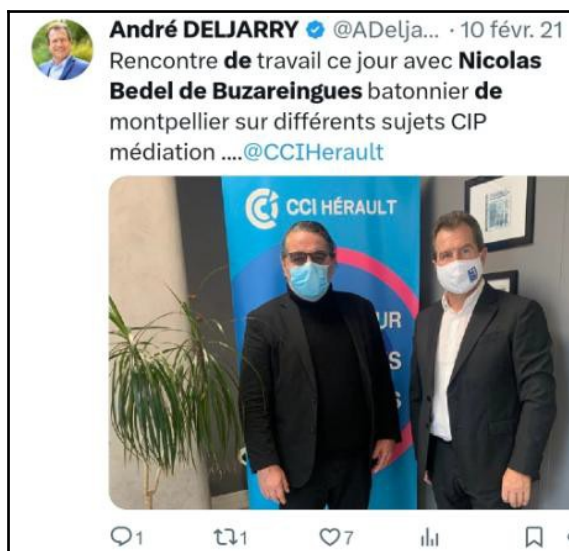 André DELJARRY @ADelja... · 10 févr. 21
Rencontre de travail ce jour avec Nicolas
Bedel de Buzareingues batonnier de
montpellier sur différents sujets CIP
médiation ....@CCIHerault
CCI HÉRAULT
UR
S
S
1 1 7